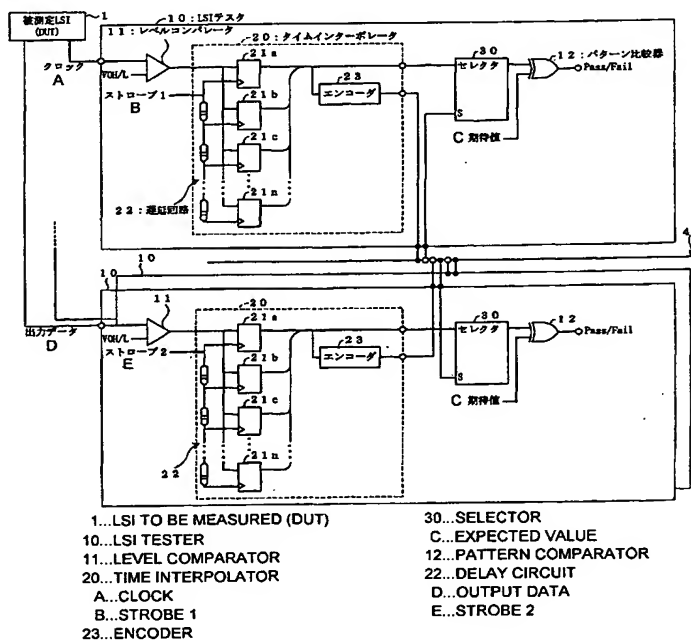 被測定LSI
(DUT)
1
10:LSIテスタ
11:レベルコンパレータ
20:タイムインターポレータ
21a
30
12:パターン比較器
クロック
A
VOH/L
ストローブ1
B
21b
23
エンコーダ
セレクタ
Pass/Fail
21c
S
C 期待値
22:遅延回路
21n
4
10
10
11
20
21a
30
12
出力データ
D
VOH/L
ストローブ2
E
21b
23
エンコーダ
セレクタ
Pass/Fail
21c
S
C 期待値
22
21n
1...LSI TO BE MEASURED (DUT)
10...LSI TESTER
11...LEVEL COMPARATOR
20...TIME INTERPOLATOR
A...CLOCK
B...STROBE 1
23...ENCODER
30...SELECTOR
C...EXPECTED VALUE
12...PATTERN COMPARATOR
22...DELAY CIRCUIT
D...OUTPUT DATA
E...STROBE 2